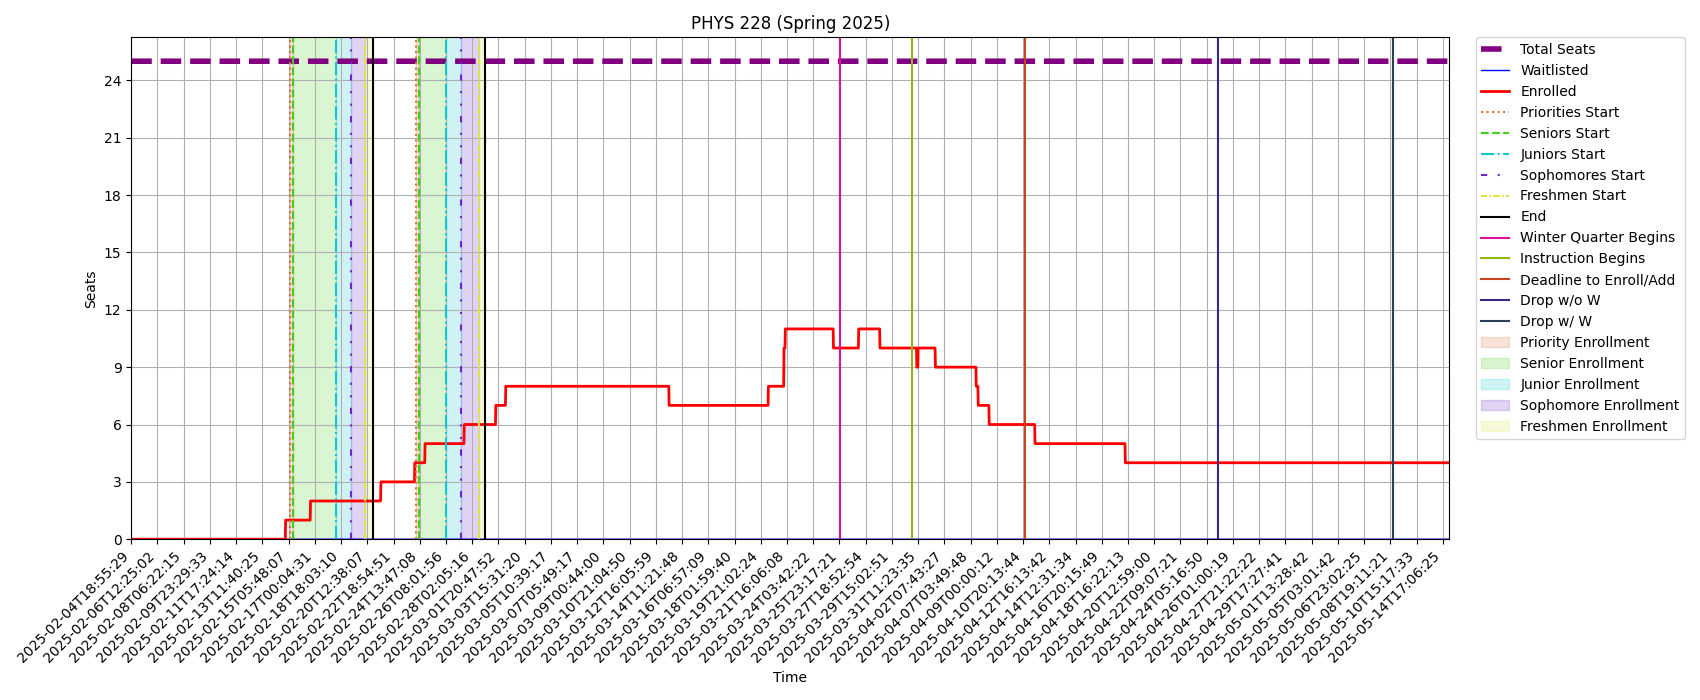 PHYS 228 (Spring 2025)
Seats
24
21
18
15
12
9
6
3
0
2025-02-04T18:55:29
2025-02-06T12:25:02
2025-02-08T06:22:15
2025-02-09T23:29:33
2025-02-11T17:24:14
2025-02-13T11:40:23
2025-02-15T05:48:07
2025-02-17T00:04:31
2025-02-18T18:03:10
2025-02-20T12:38:07
2025-02-22T18:54:51
2025-02-24T13:47:08
2025-02-26T08:01:56
2025-02-28T02:05:16
2025-03-01T20:47:52
2025-03-03T15:31:20
2025-03-05T10:39:17
2025-03-07T05:49:17
2025-03-09T00:44:00
2025-03-10T21:04:50
2025-03-12T16:05:59
2025-03-14T11:21:48
2025-03-16T06:57:09
2025-03-18T01:59:40
2025-03-19T21:02:24
2025-03-21T16:06:08
2025-03-24T03:42:22
2025-03-25T23:17:21
2025-03-27T18:52:54
2025-03-29T15:02:51
2025-03-31T11:23:35
2025-04-02T07:43:27
2025-04-07T03:49:48
2025-04-09T00:00:12
2025-04-10T20:13:44
2025-04-12T16:13:42
2025-04-14T12:31:34
2025-04-16T20:15:49
2025-04-18T16:22:13
2025-04-20T12:59:00
2025-04-22T09:07:21
2025-04-24T05:16:50
2025-04-26T01:00:19
2025-04-27T21:22:22
2025-04-29T17:27:41
2025-05-01T13:28:42
2025-05-05T03:01:42
2025-05-06T23:02:25
2025-05-08T19:11:21
2025-05-10T15:17:33
2025-05-14T17:06:25
Time
Total Seats
Waitlisted
Enrolled
Priorities Start
Seniors Start
Juniors Start
Sophomores Start
Freshmen Start
End
Winter Quarter Begins
Instruction Begins
Deadline to Enroll/Add
Drop w/o W
Drop w/ W
Priority Enrollment
Senior Enrollment
Junior Enrollment
Sophomore Enrollment
Freshmen Enrollment